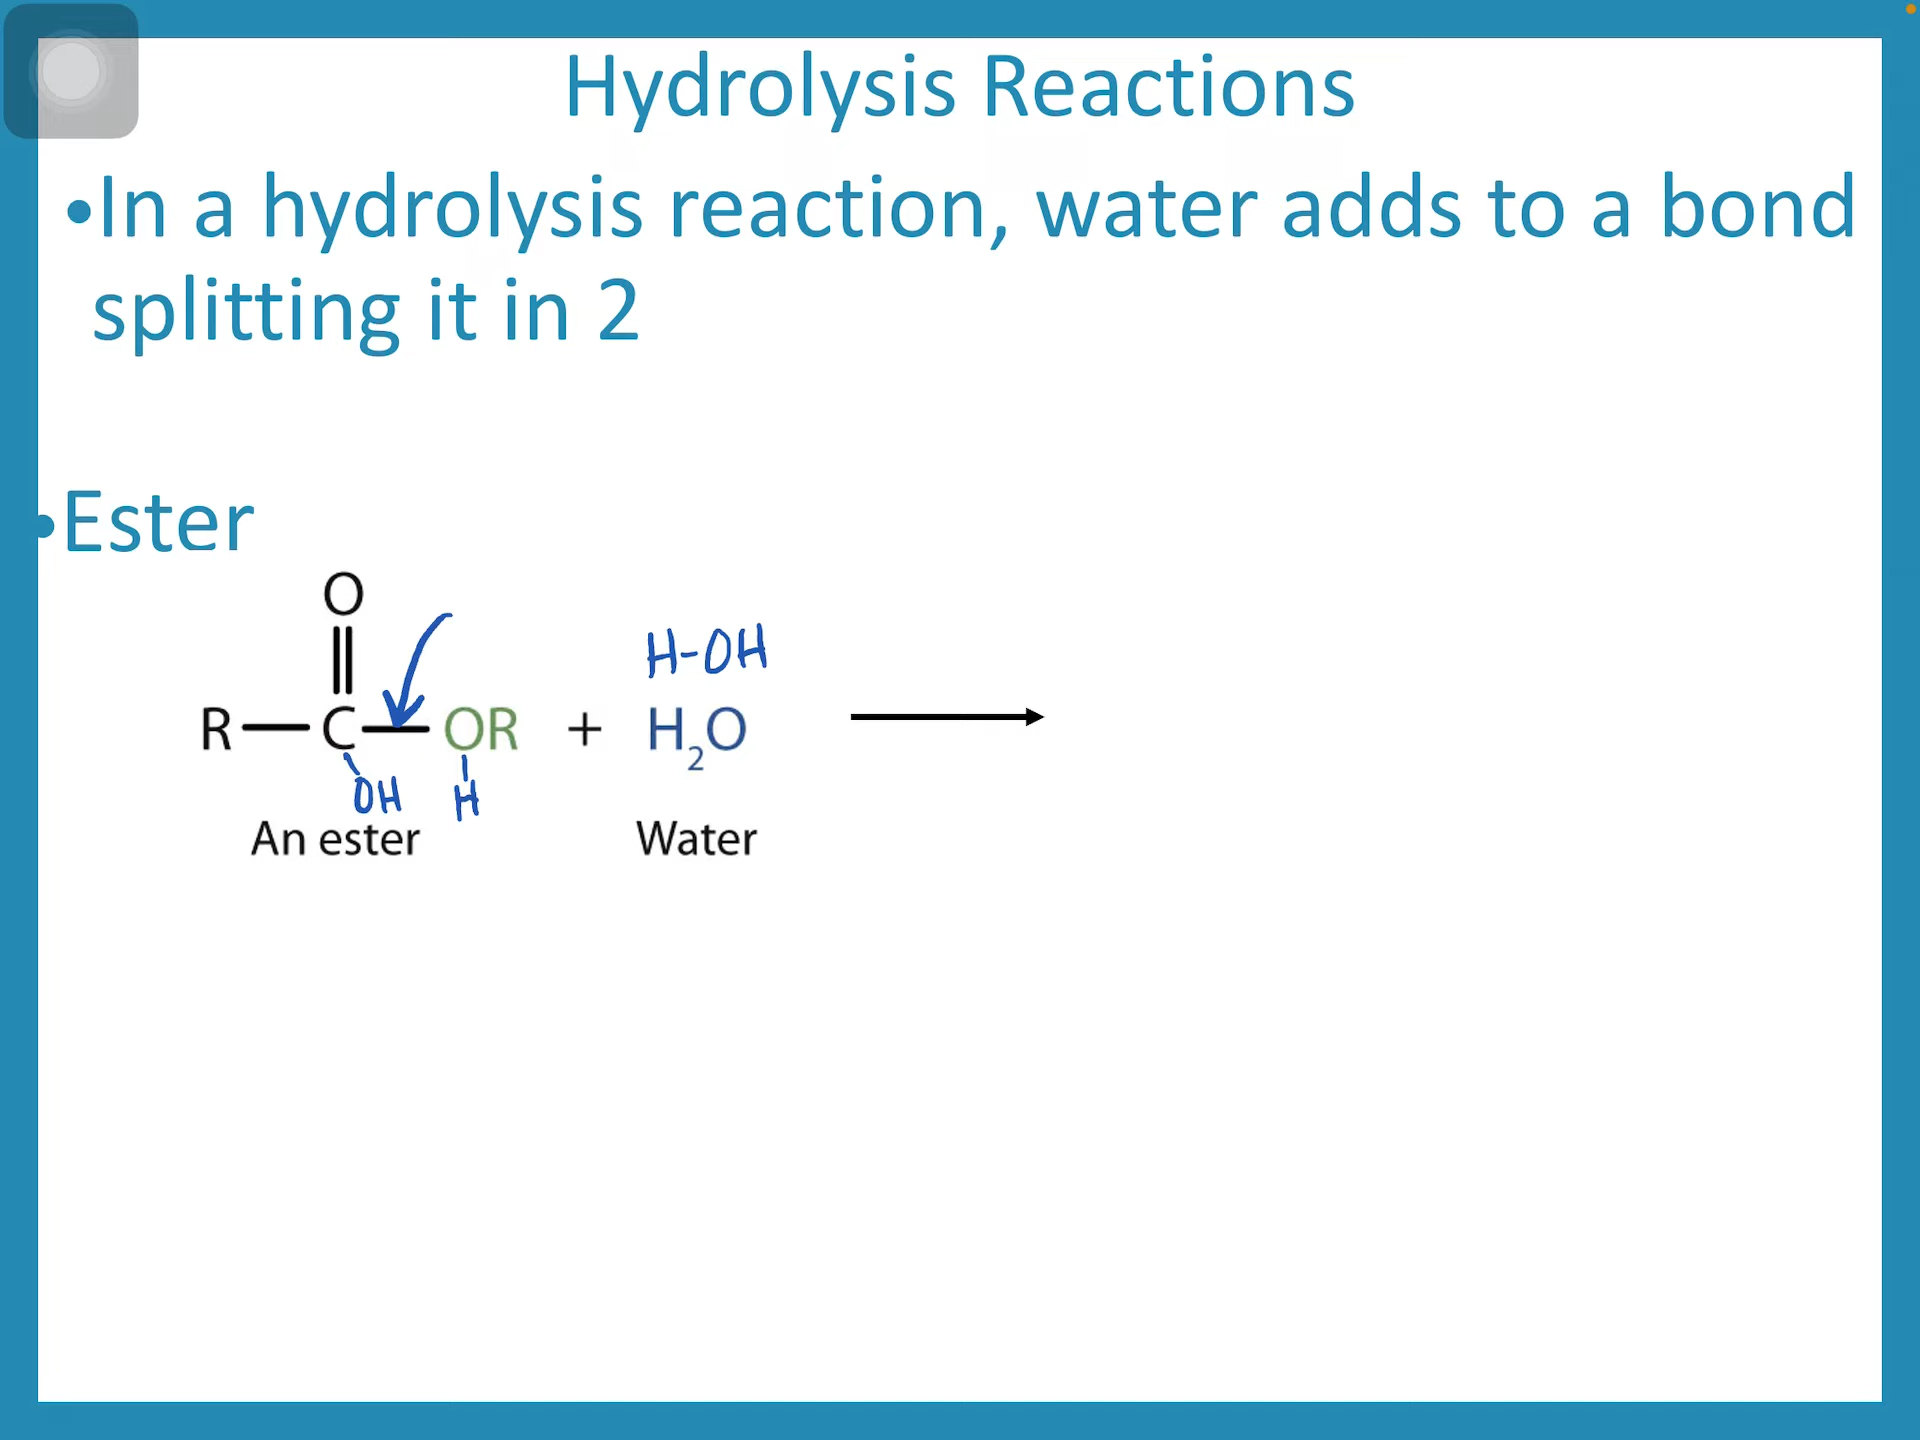 Hydrolysis Reactions
•In a hydrolysis reaction, water adds to a bond
splitting it in 2
•Ester
O
H-OH
R—C—OR + H₂O
OH H
An ester Water